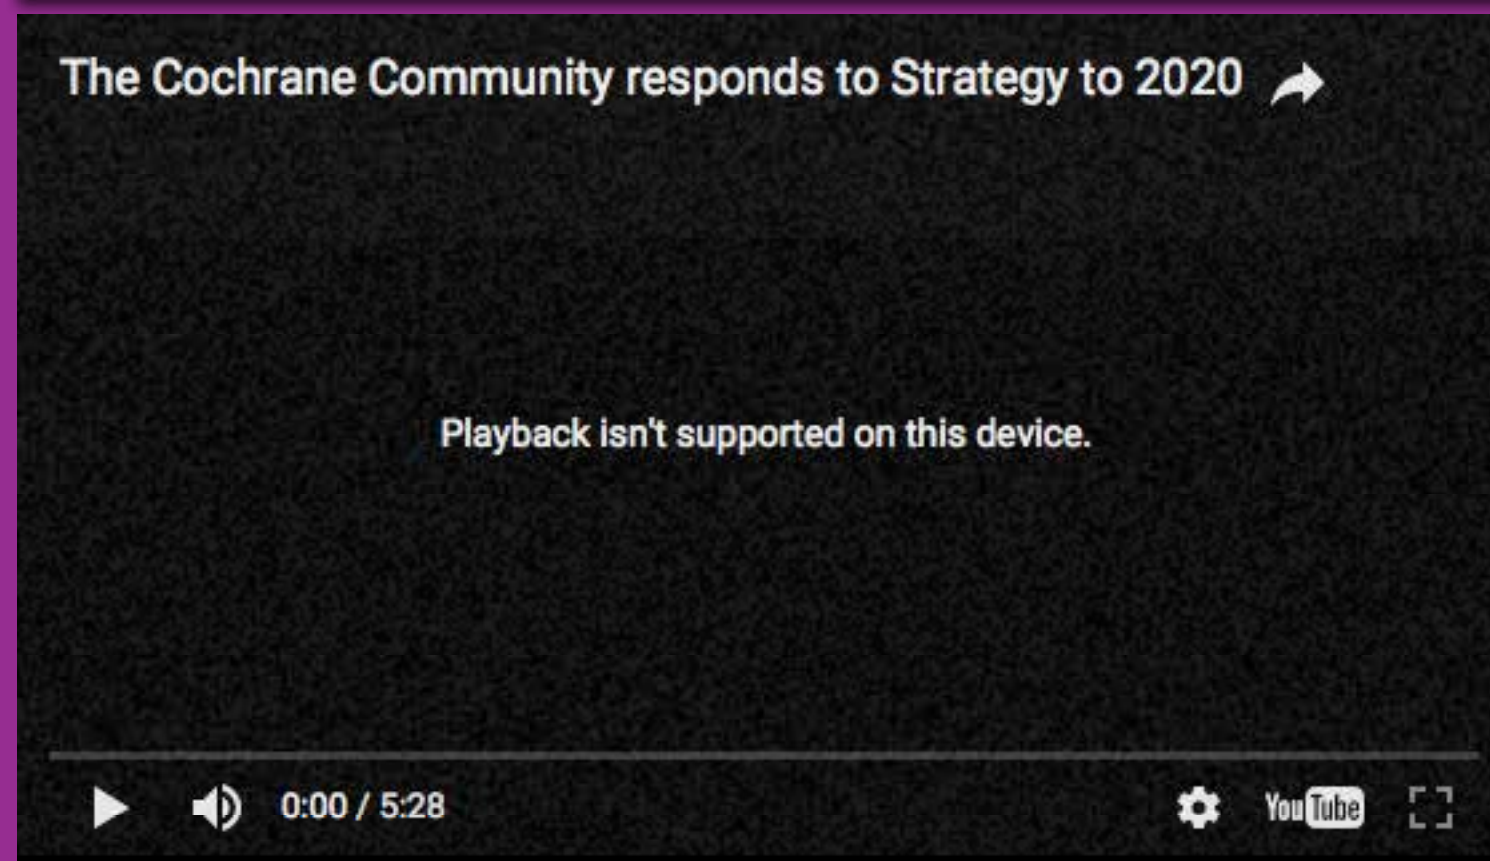 The Cochrane Community responds to Strategy to 2020
Playback isn't supported on this device.
0:00 / 5:28
YouTube